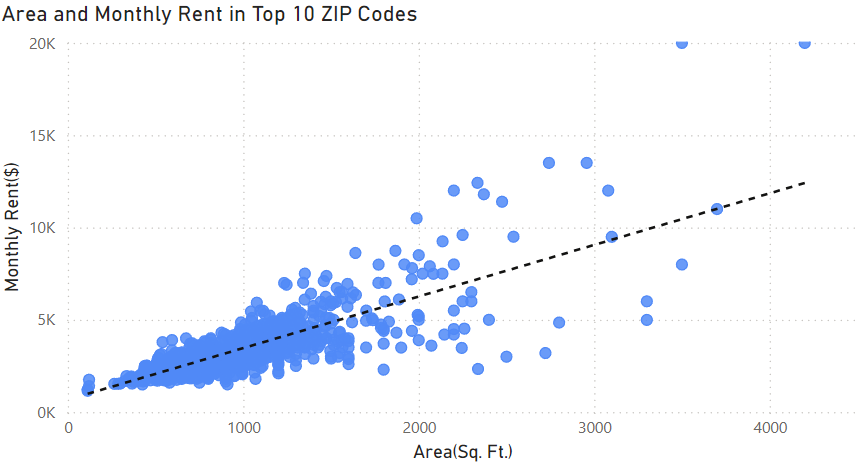 Area and Monthly Rent in Top 10 ZIP Codes
20K
15K
10K
5K
0K
Monthly Rent($)
0 1000 2000 3000 4000
Area(Sq. Ft.)